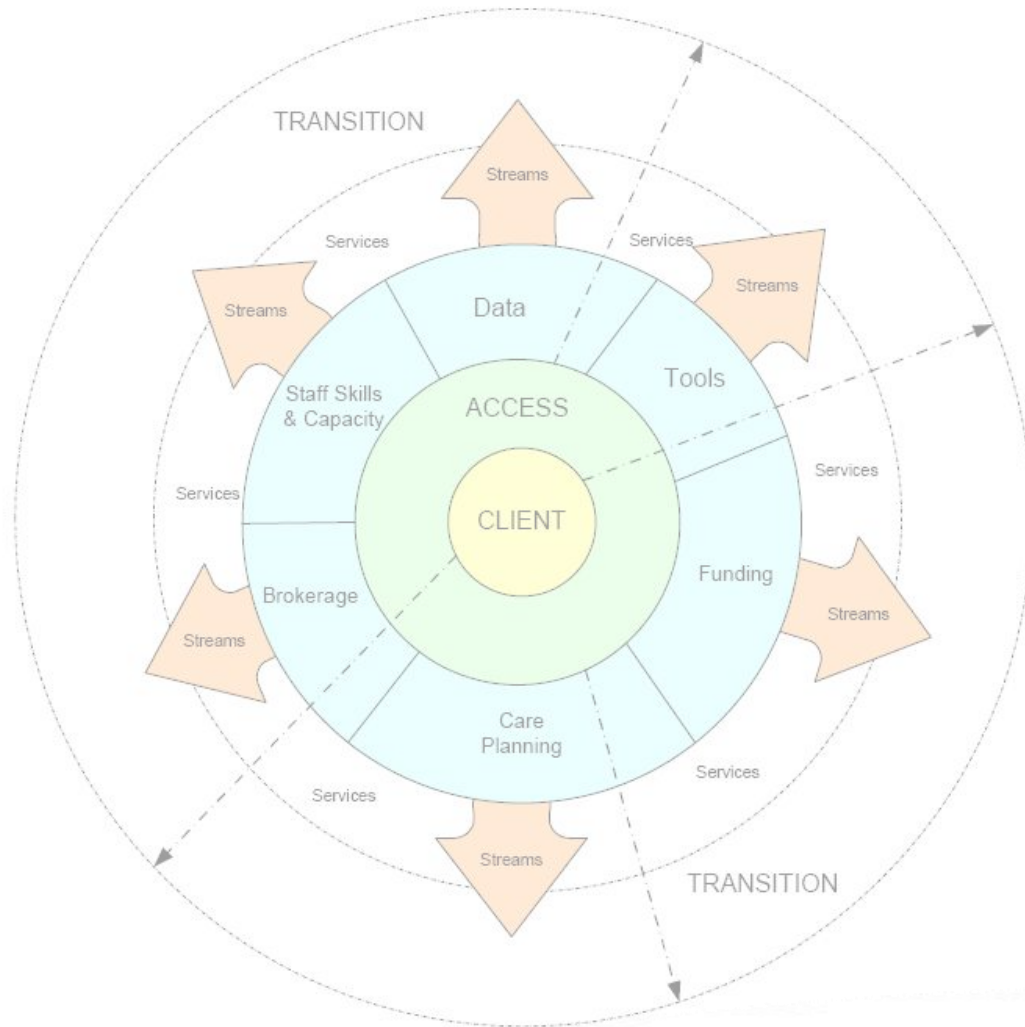 TRANSITION
Streams
Services
Services
Streams
Streams
Data
Tools
Staff Skills
& Capacity
ACCESS
Services
Services
CLIENT
Funding
Brokerage
Streams
Streams
Care
Planning
Services
Services
Streams
TRANSITION